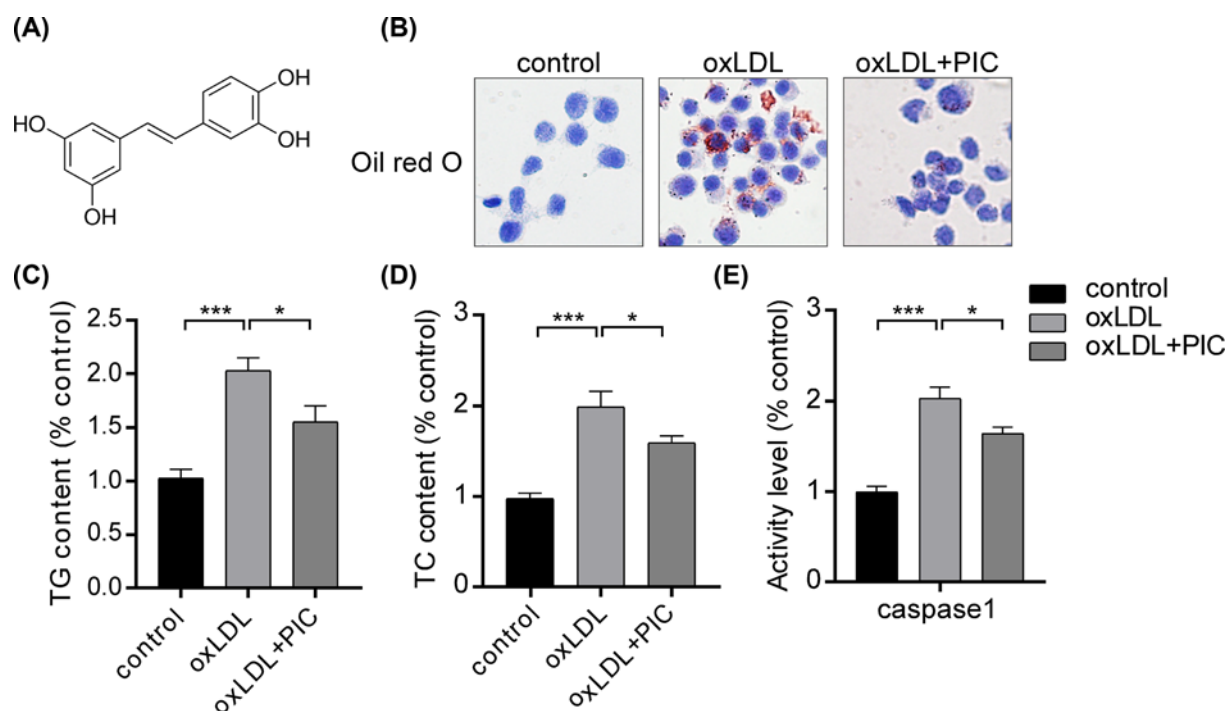 (A)
OH
HO
OH
OH
(B)
control oxLDL oxLDL+PIC
Oil red O
(C)
TG content (% control)
2.5
2.0
1.5
1.0
0.5
0.0
*** *
control oxLDL oxLDL+PIC
(D)
TC content (% control)
3
2
1
0
*** *
control oxLDL oxLDL+PIC
(E)
Activity level (% control)
3
2
1
0
*** *
caspase1
control
oxLDL
oxLDL+PIC